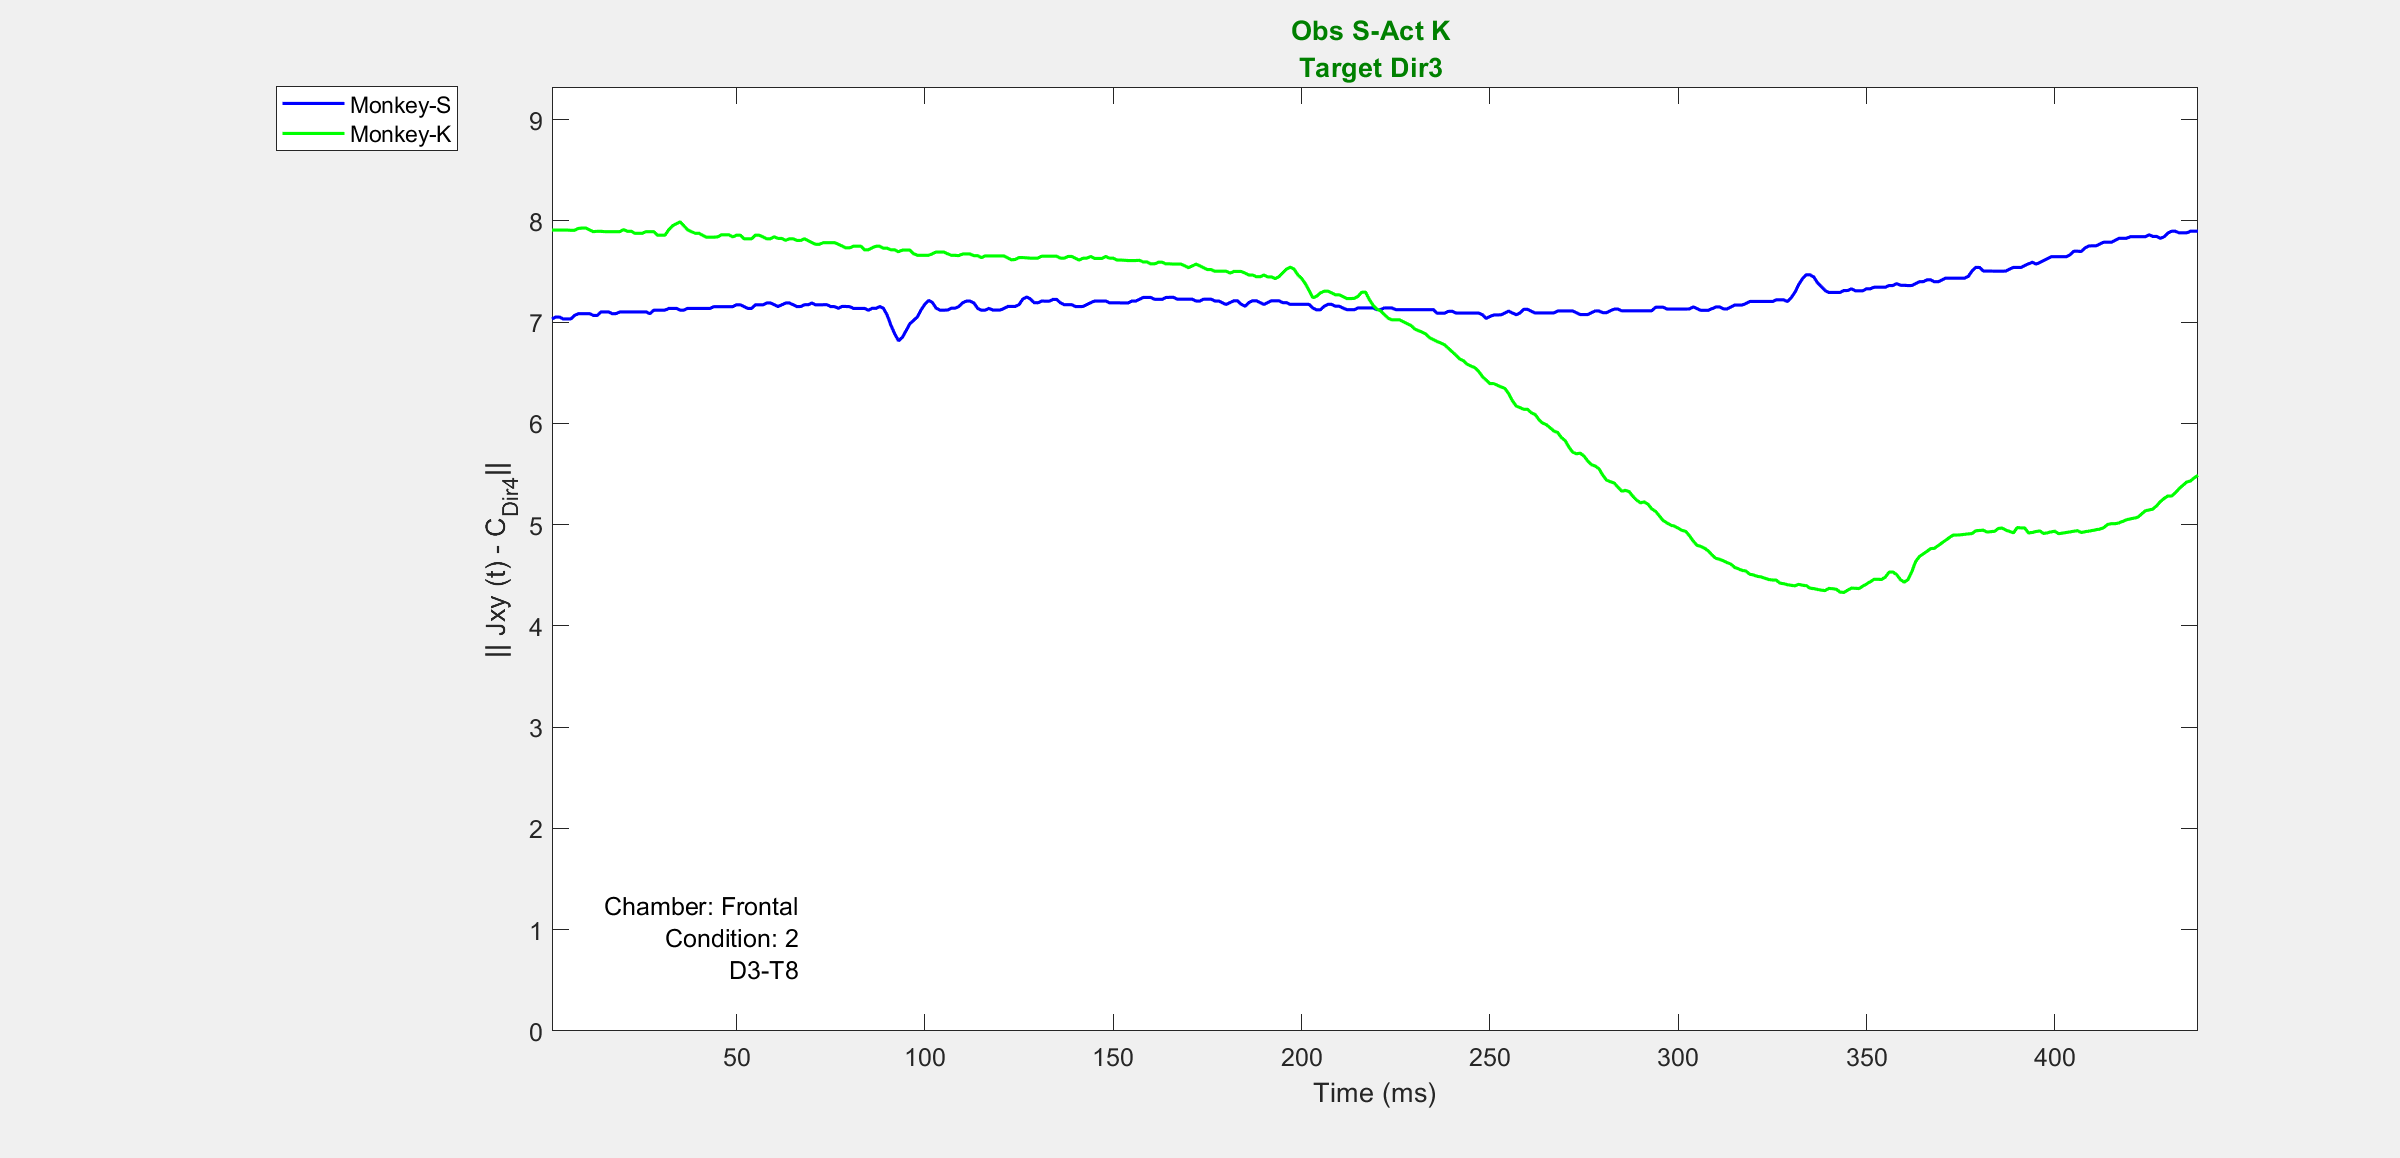 Obs S-Act K
Target Dir3
Monkey-S
Monkey-K
9
8
7
6
5
4
3
2
1
0
|| Jxy (t) - C_Dir4||
Chamber: Frontal
Condition: 2
D3-T8
50 100 150 200 250 300 350 400
Time (ms)